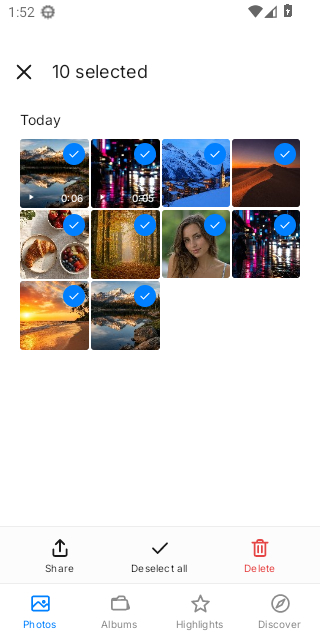 1:52
10 selected
Today
0:06
0:05
Share
Deselect all
Delete
Photos
Albums
Highlights
Discover